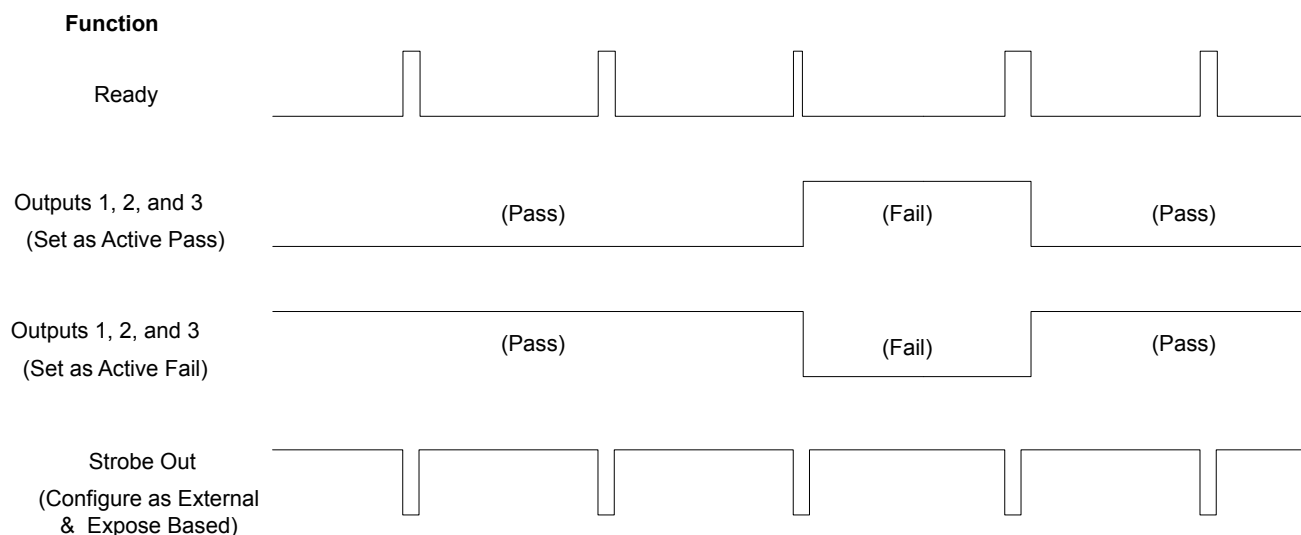 Function
Ready
Outputs 1, 2, and 3
(Set as Active Pass)
(Pass)
(Fail)
(Pass)
Outputs 1, 2, and 3
(Set as Active Fail)
(Pass)
(Fail)
(Pass)
Strobe Out
(Configure as External
& Expose Based)